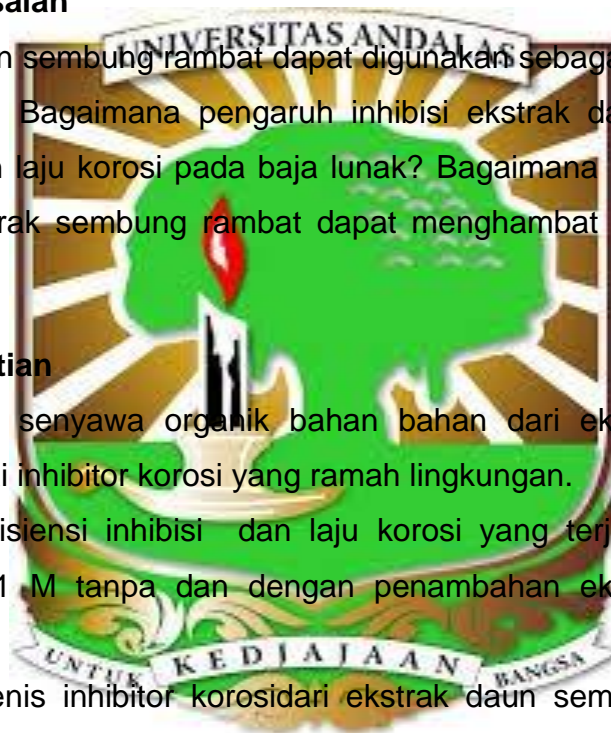 salah
UNIVERSITAS ANDALAS
n sembung rambat dapat digunakan sebaga
Bagaimana pengaruh inhibisi ekstrak da
laju korosi pada baja lunak? Bagaimana
rak sembung rambat dapat menghambat
tian
senyawa organik bahan bahan dari ek
i inhibitor korosi yang ramah lingkungan.
isiensi inhibisi dan laju korosi yang terj
1 M tanpa dan dengan penambahan ek
UNTUK KEDJAJAAN BANGSA
enis inhibitor korosidari ekstrak daun sem